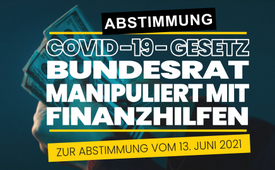 ABSTIMMUNG
COVID-19-GESETZ
BUNDESRAT
MANIPULIERT MIT
FINANZHILFEN
ZUR ABSTIMMUNG VOM 13. JUNI 2021